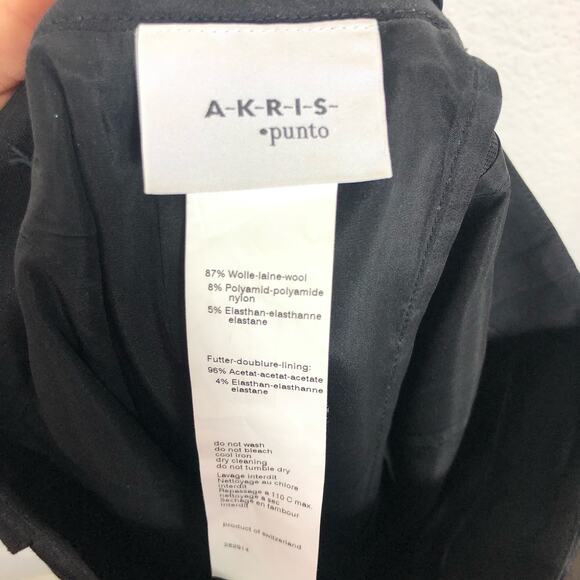 A-K-R-I-S-
•punto
87% Wolle-laine-wool
8% Polyamid-polyamide
nylon
5% Elasthan-elasthanne
elastane
Futter-doublure-lining:
96% Acetat-acetat-acetate
4% Elasthan-elasthanne
elastane
do not wash
do not bleach
cool iron
dry cleaning
do not tumble dry
Lavage interdit
Nettoyage au chlore
interdit
Repassage a 110 C max.
nettoyage a sec
Sechage en tambour
interdit
product of switzerland